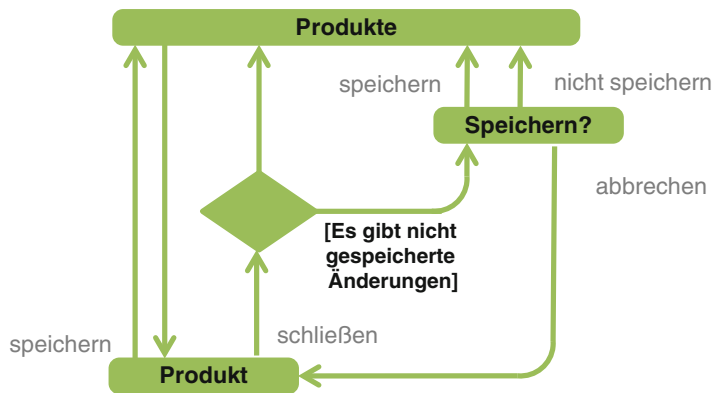 Produkte
speichern
nicht speichern
Speichern?
abbrechen
[Es gibt nicht
gespeicherte
Änderungen]
speichern
schließen
Produkt